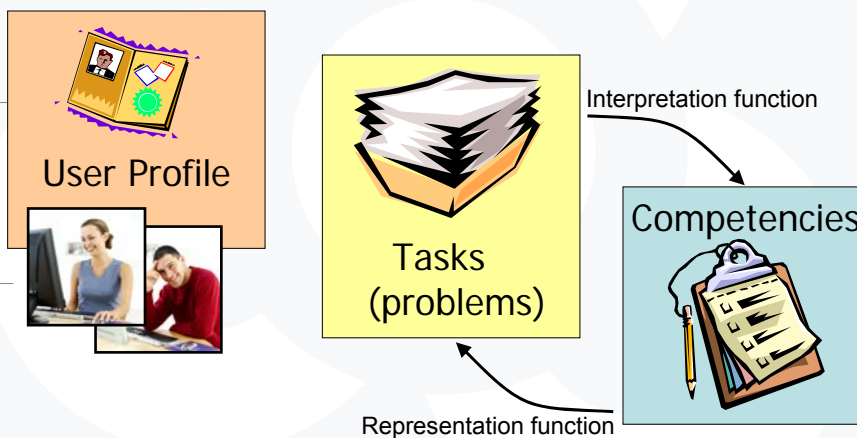 User Profile
Tasks
(problems)
Interpretation function
Competencies
Representation function